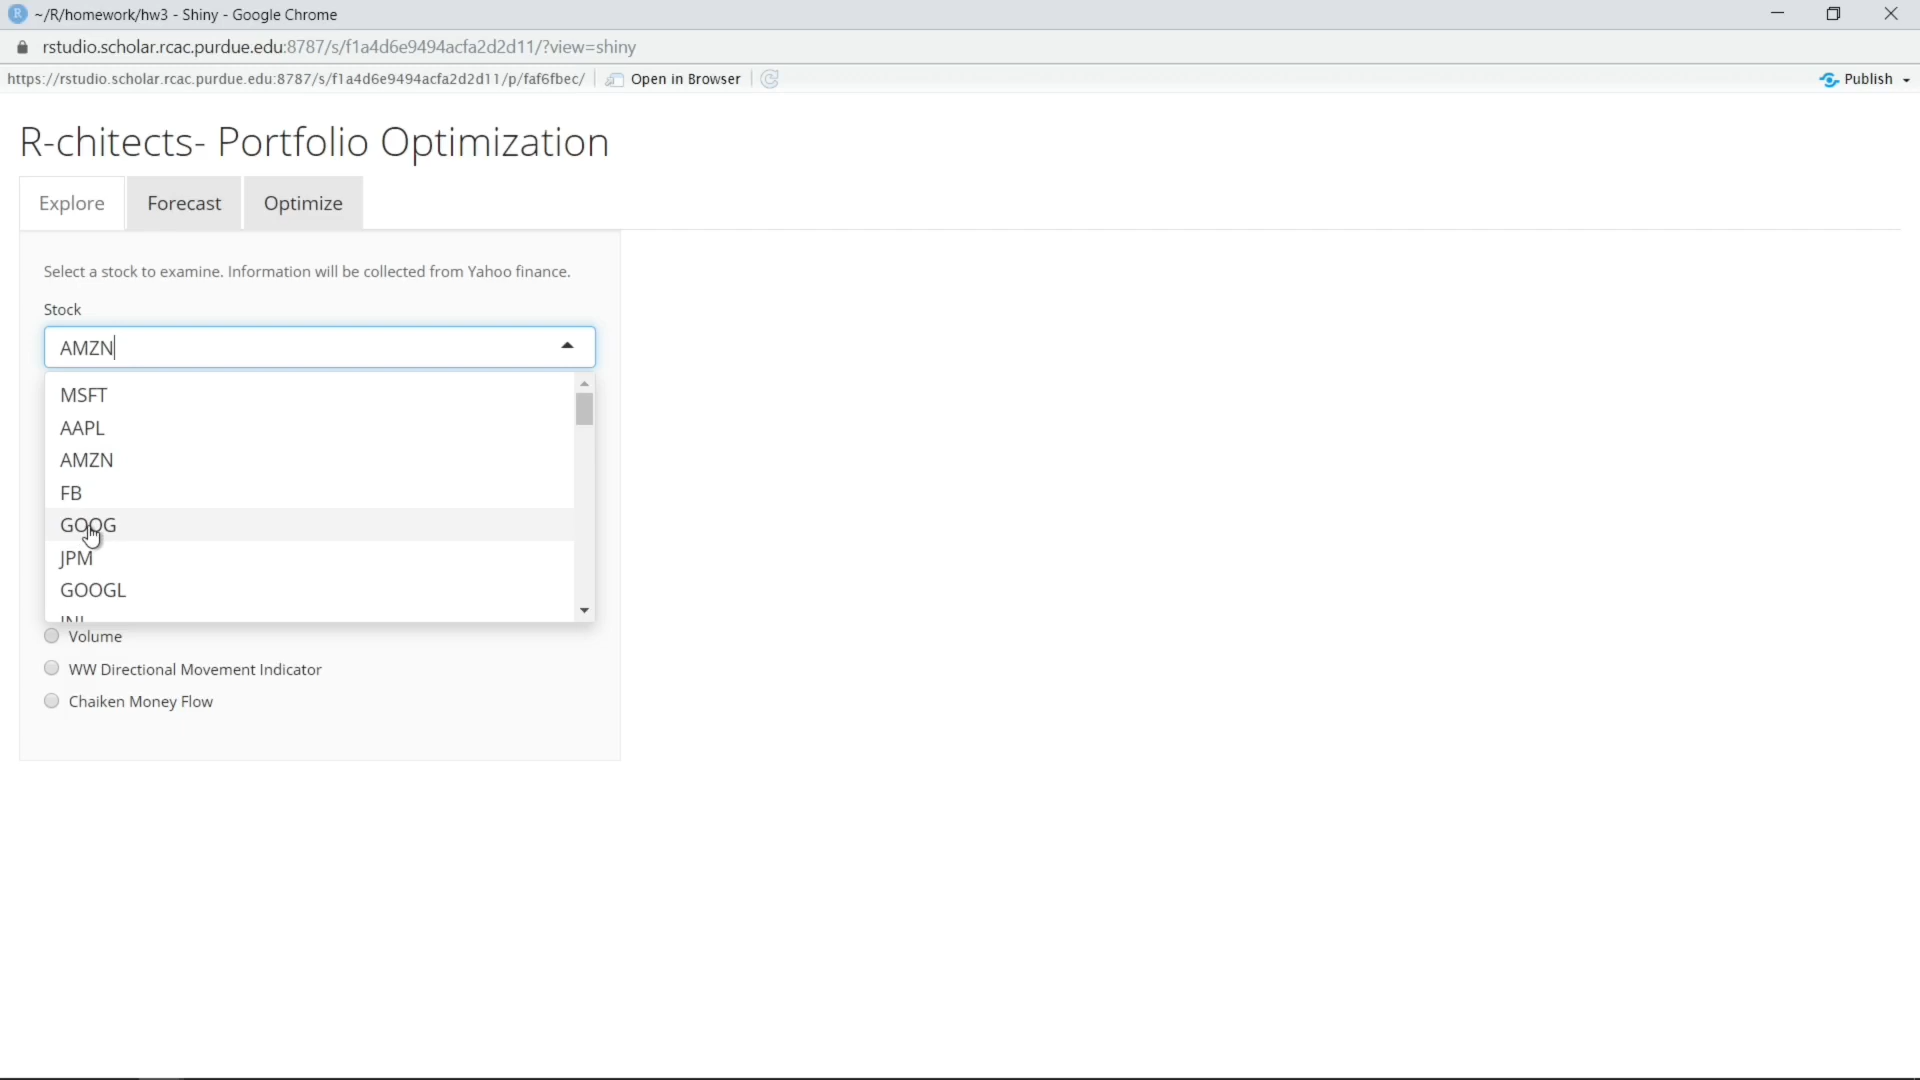 R ~/R/homework/hw3 - Shiny - Google Chrome
rstudio.scholar.rcac.purdue.edu:8787/s/f1a4d6e9494acfa2d2d11/?view=shiny
https://rstudio.scholar.rcac.purdue.edu:8787/s/f1a4d6e9494acfa2d2d11/p/faf6fbec/ Open in Browser Publish
R-chitects- Portfolio Optimization
Explore Forecast Optimize
Select a stock to examine. Information will be collected from Yahoo finance.
Stock
AMZN
MSFT
AAPL
AMZN
FB
GOOG
JPM
GOOGL
Volume
WW Directional Movement Indicator
Chaiken Money Flow